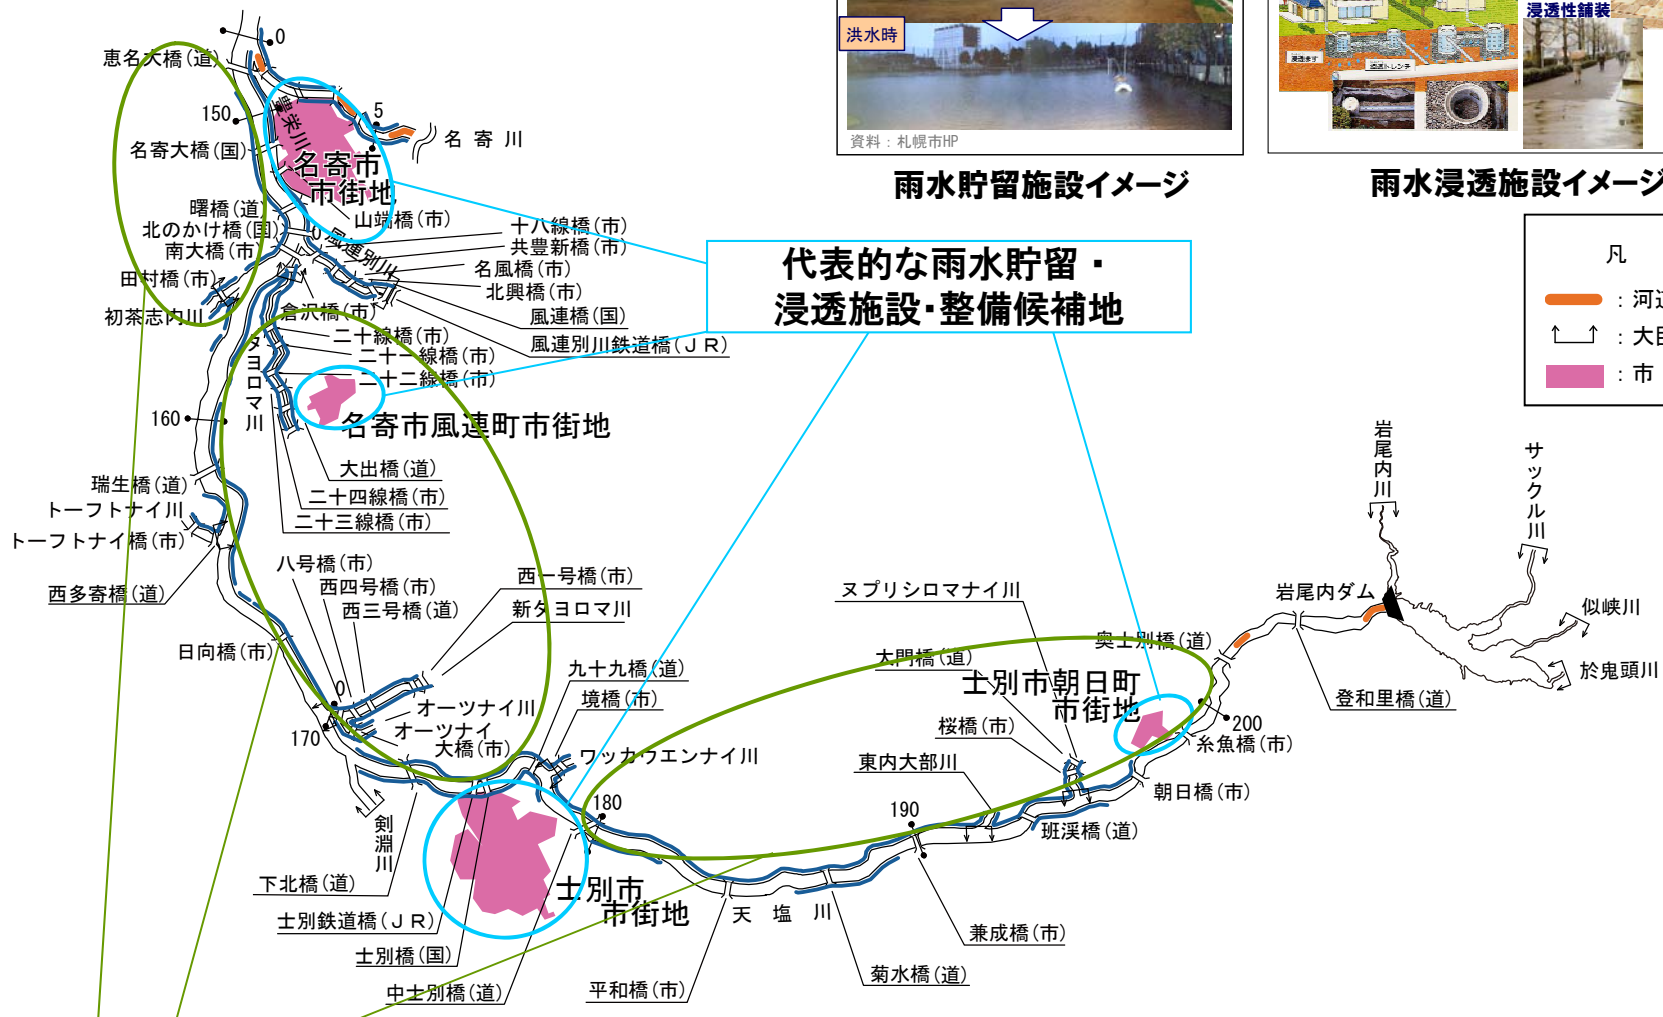 洪水時
資料：札幌市HP
雨水貯留施設イメージ
浸透性舗装
浸透ます
浸透トレンチ
雨水浸透施設イメージ
凡
：河道
：大臣
：市
代表的な雨水貯留・
浸透施設・整備候補地
0
恵名大橋(道)
150
豊栄川
5
名寄川
名寄大橋(国)
名寄市
市街地
曙橋(道)
山端橋(市)
北のかけ橋(国)
0
風連別川
十八線橋(市)
南大橋(市)
共豊新橋(市)
田村橋(市)
名風橋(市)
北興橋(市)
初茶志内川
倉沢橋(市)
風連橋(国)
二十線橋(市)
風連別川鉄道橋(ＪＲ)
タヨロマ川
二十一線橋(市)
二十二線橋(市)
160
名寄市風連町市街地
大出橋(道)
瑞生橋(道)
二十四線橋(市)
トーフトナイ川
二十三線橋(市)
トーフトナイ橋(市)
西多寄橋(道)
八号橋(市)
西四号橋(市)
西三号橋(道)
西一号橋(市)
新タヨロマ川
日向橋(市)
0
170
オーツナイ川
オーツナイ
大橋(市)
九十九橋(道)
境橋(市)
ワッカウエンナイ川
剣淵川
180
下北橋(道)
士別市
市街地
士別鉄道橋(ＪＲ)
士別橋(国)
中士別橋(道)
平和橋(市)
天塩川
菊水橋(道)
兼成橋(市)
190
東内大部川
桜橋(市)
大門橋(道)
ヌプリシロマナイ川
班渓橋(道)
朝日橋(市)
士別市朝日町
市街地
糸魚橋(市)
200
奥士別橋(道)
登和里橋(道)
岩尾内ダム
岩尾内川
サックル川
似峡川
於鬼頭川